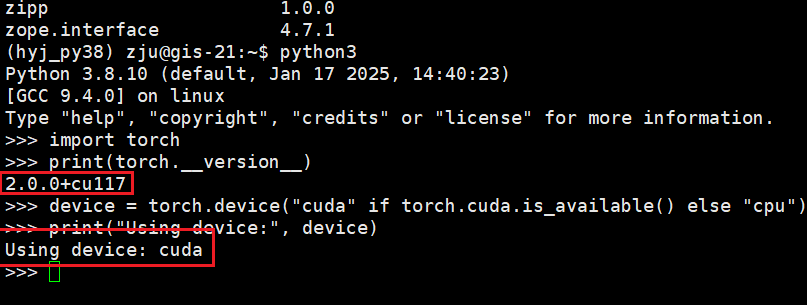 zipp 1.0.0
zope.interface 4.7.1
(hyj_py38) zju@gis-21:~$ python3
Python 3.8.10 (default, Jan 17 2025, 14:40:23)
[GCC 9.4.0] on linux
Type "help", "copyright", "credits" or "license" for more information.
>>> import torch
>>> print(torch.__version__)
2.0.0+cu117
>>> device = torch.device("cuda" if torch.cuda.is_available() else "cpu")
>>> print("Using device:", device)
Using device: cuda
>>>